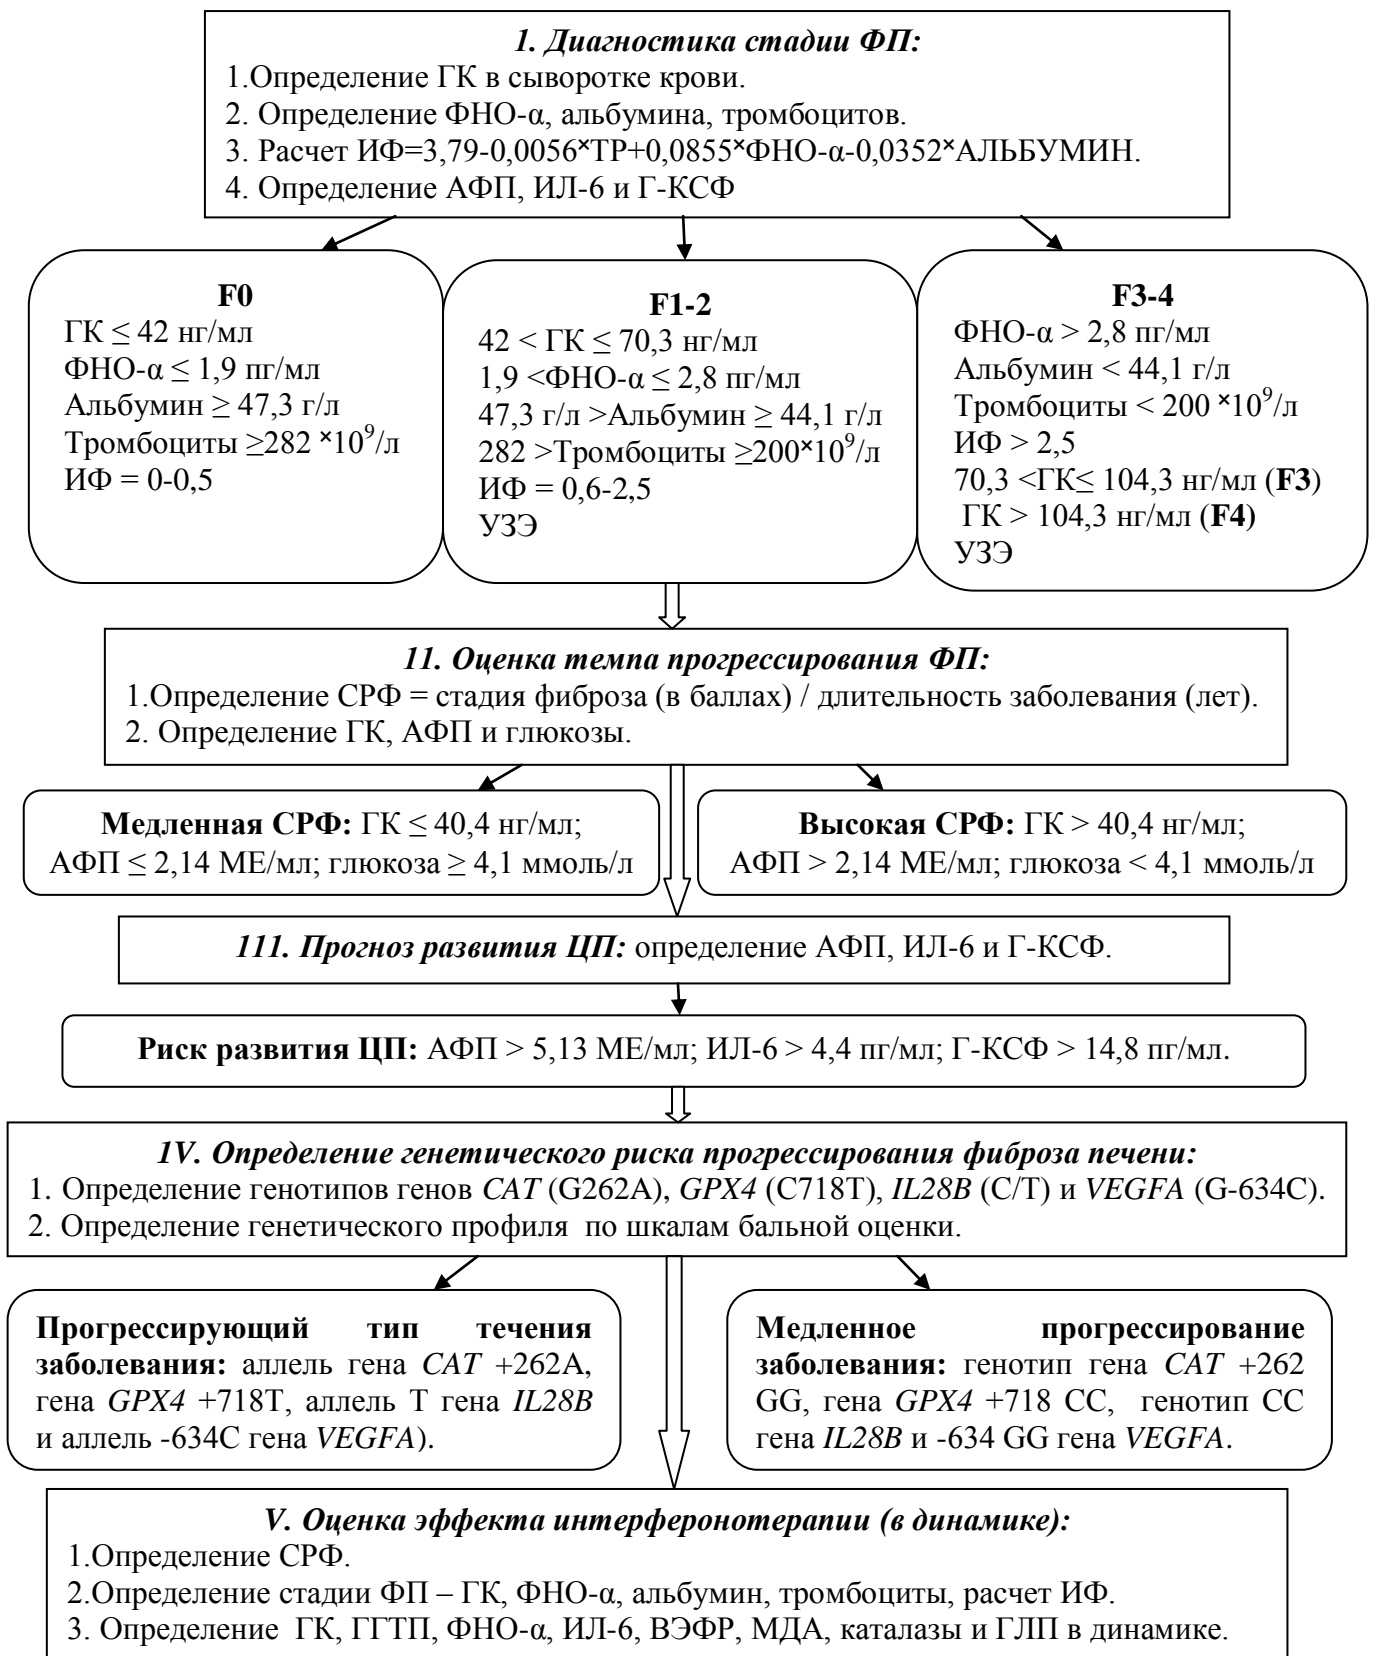 1. Диагностика стадии ФП:
1.Определение ГК в сыворотке крови.
2. Определение ФНО-α, альбумина, тромбоцитов.
3. Расчет ИФ=3,79-0,0056×ТР+0,0855×ФНО-α-0,0352×АЛЬБУМИН.
4. Определение АФП, ИЛ-6 и Г-КСФ
F0
ГК ≤ 42 нг/мл
ФНО-α ≤ 1,9 пг/мл
Альбумин ≥ 47,3 г/л
Тромбоциты ≥282 ×10⁹/л
ИФ = 0-0,5
F1-2
42 < ГК ≤ 70,3 нг/мл
1,9 <ФНО-α ≤ 2,8 пг/мл
47,3 г/л >Альбумин ≥ 44,1 г/л
282 >Тромбоциты ≥200×10⁹/л
ИФ = 0,6-2,5
УЗЭ
F3-4
ФНО-α > 2,8 пг/мл
Альбумин < 44,1 г/л
Тромбоциты < 200 ×10⁹/л
ИФ > 2,5
70,3 <ГК≤ 104,3 нг/мл (F3)
ГК > 104,3 нг/мл (F4)
УЗЭ
11. Оценка темпа прогрессирования ФП:
1.Определение СРФ = стадия фиброза (в баллах) / длительность заболевания (лет).
2. Определение ГК, АФП и глюкозы.
Медленная СРФ: ГК ≤ 40,4 нг/мл;
АФП ≤ 2,14 МЕ/мл; глюкоза ≥ 4,1 ммоль/л
Высокая СРФ: ГК > 40,4 нг/мл;
АФП > 2,14 МЕ/мл; глюкоза < 4,1 ммоль/л
111. Прогноз развития ЦП: определение АФП, ИЛ-6 и Г-КСФ.
Риск развития ЦП: АФП > 5,13 МЕ/мл; ИЛ-6 > 4,4 пг/мл; Г-КСФ > 14,8 пг/мл.
1V. Определение генетического риска прогрессирования фиброза печени:
1. Определение генотипов генов CAT (G262A), GPX4 (C718T), IL28B (C/T) и VEGFA (G-634C).
2. Определение генетического профиля по шкалам бальной оценки.
Прогрессирующий тип течения
заболевания: аллель гена CAT +262A,
гена GPX4 +718T, аллель Т гена IL28B
и аллель -634C гена VEGFA).
Медленное прогрессирование
заболевания: генотип гена CAT +262
GG, гена GPX4 +718 CC, генотип СС
гена IL28B и -634 GG гена VEGFA.
V. Оценка эффекта интерферонотерапии (в динамике):
1.Определение СРФ.
2.Определение стадии ФП – ГК, ФНО-α, альбумин, тромбоциты, расчет ИФ.
3. Определение ГК, ГГТП, ФНО-α, ИЛ-6, ВЭФР, МДА, каталазы и ГЛП в динамике.